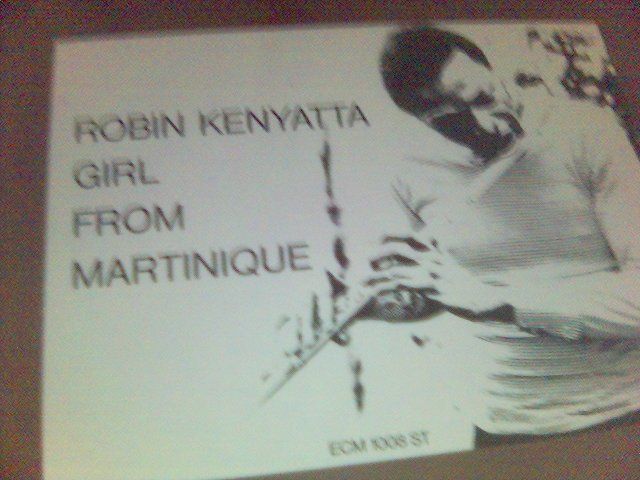 ROBIN KENYATTA
GIRL
FROM
MARTINIQUE
ECM 1008 ST